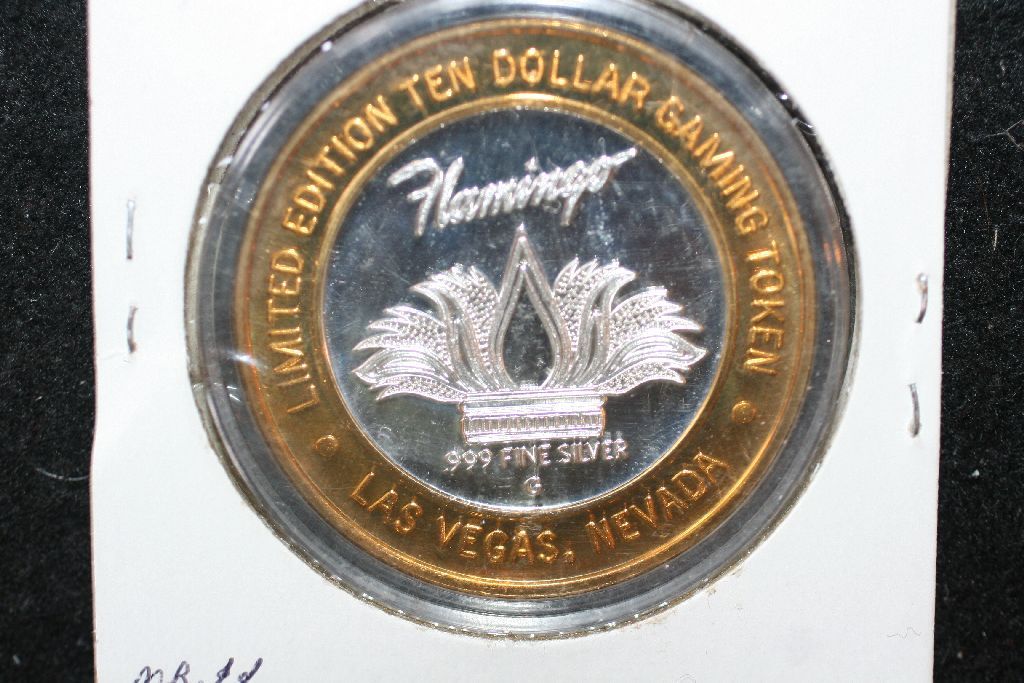 LIMITED EDITION TEN DOLLAR GAMING TOKEN
Flamingo
.999 FINE SILVER
G
LAS VEGAS, NEVADA